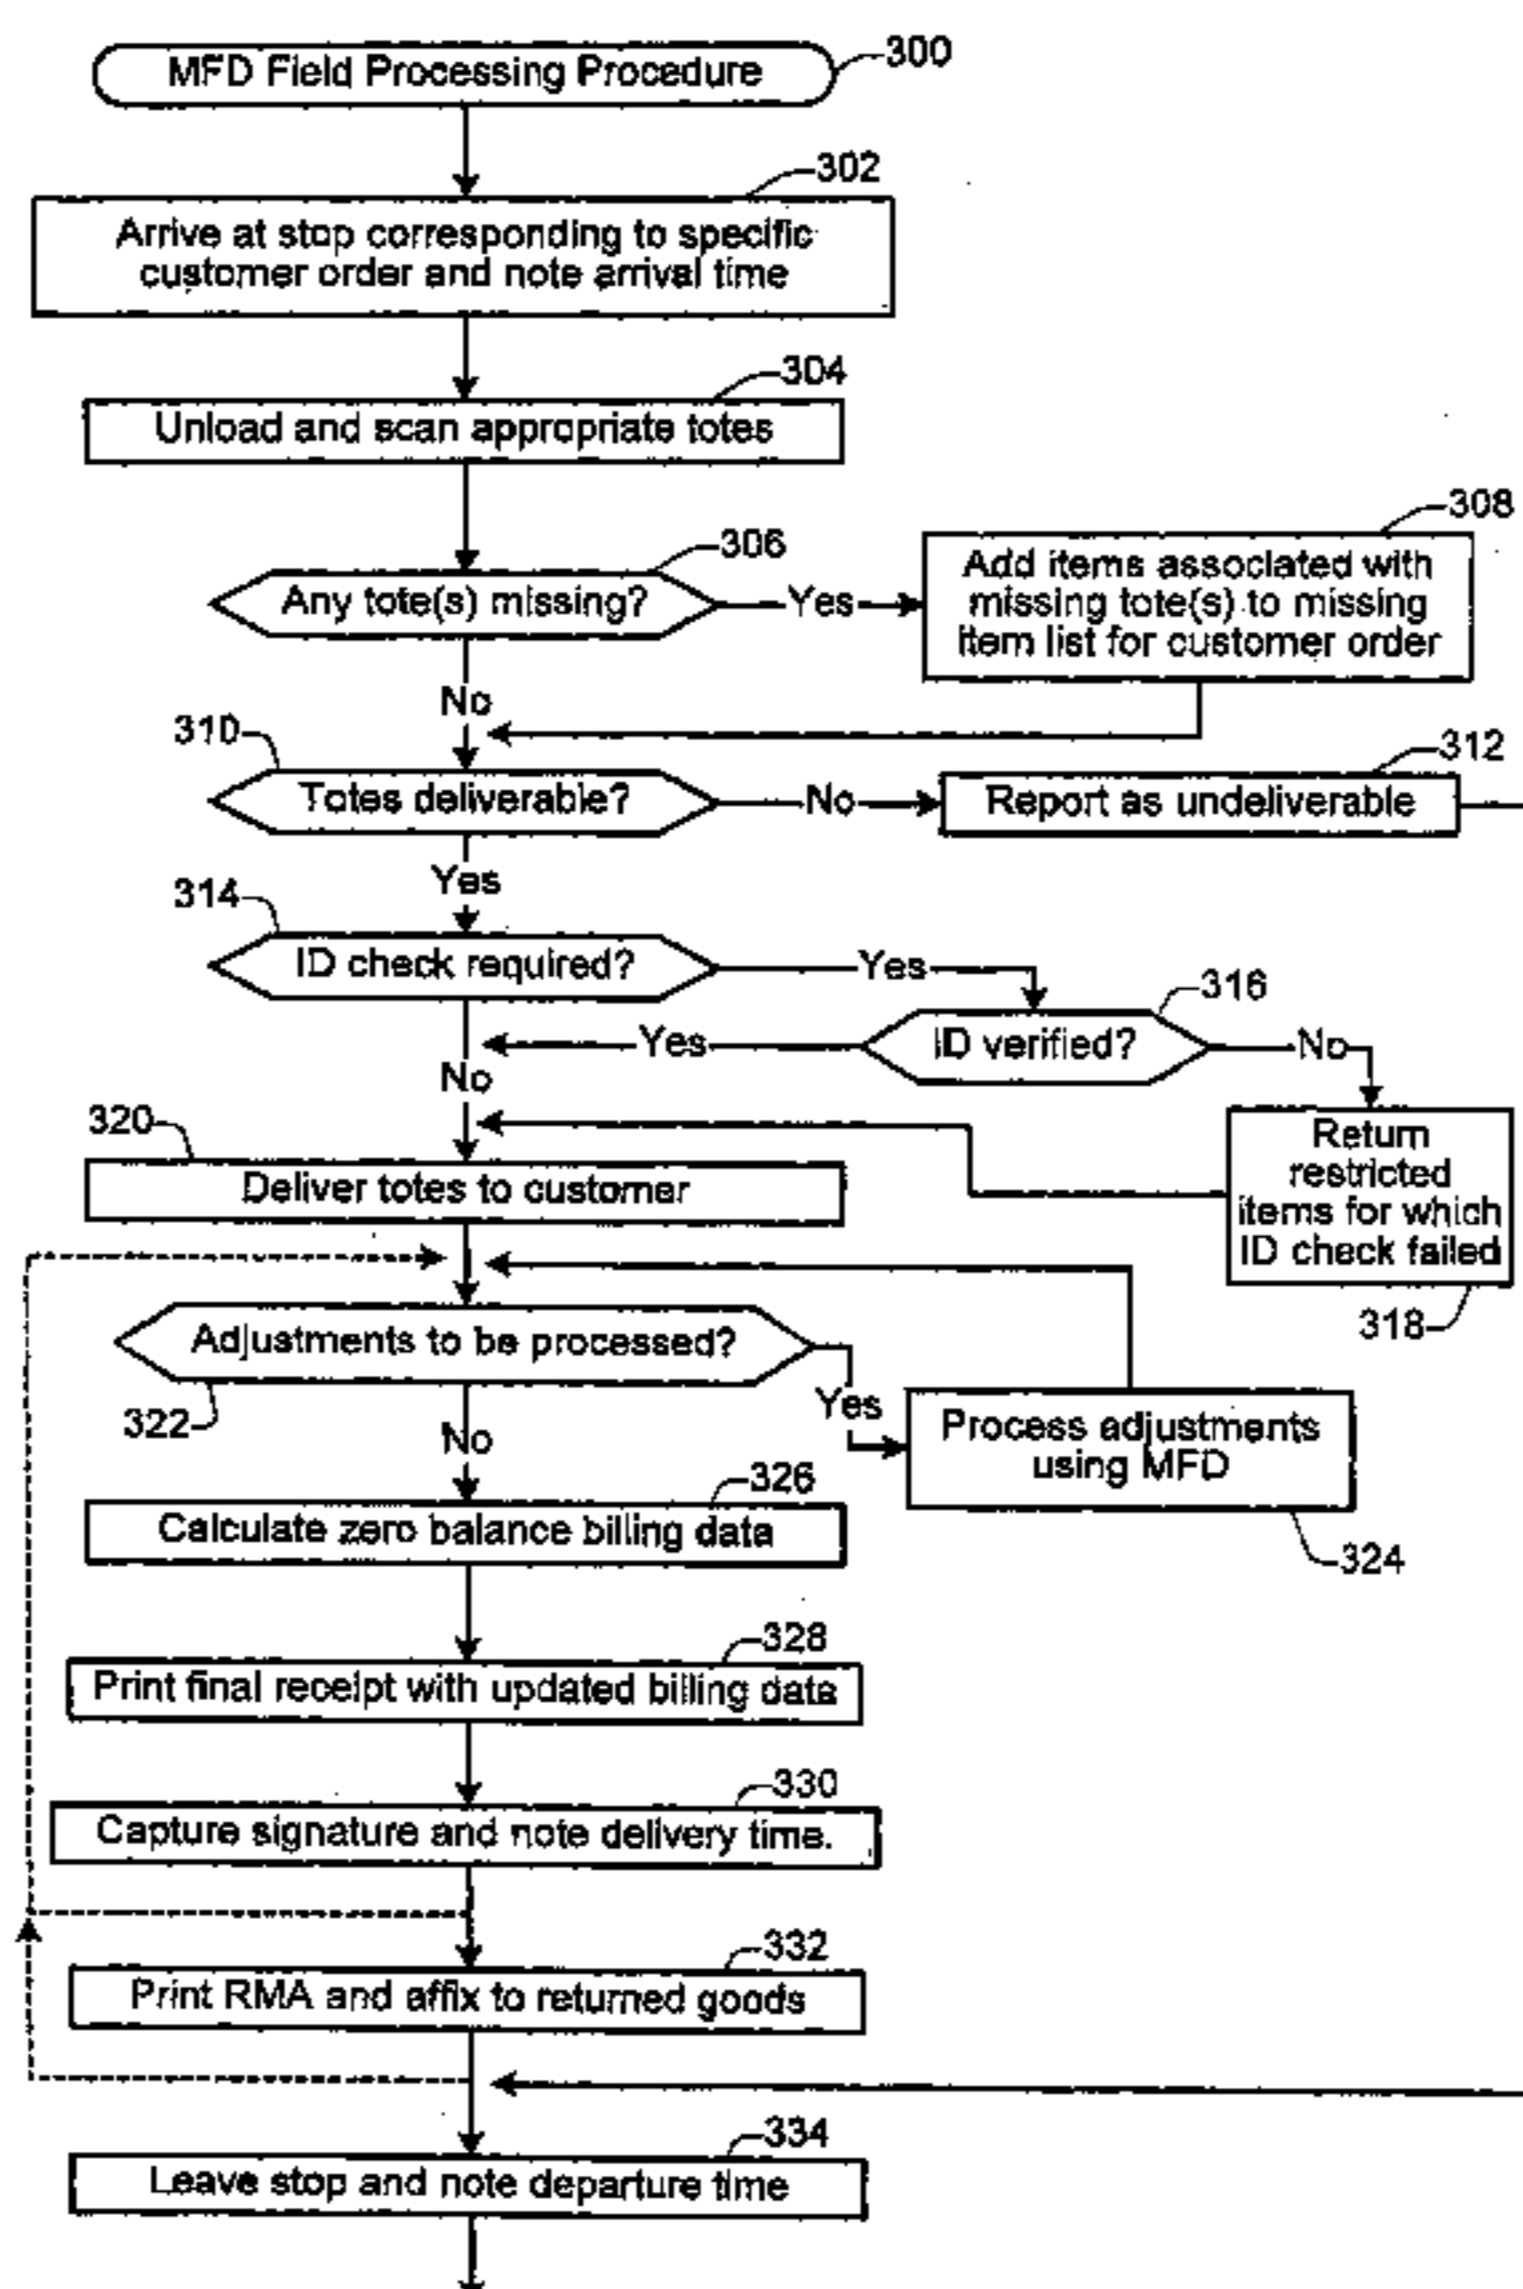 MFD Field Processing Procedure
300
302
Arrive at stop corresponding to specific
customer order and note arrival time
304
Unload and scan appropriate totes
306
Any tote(s) missing?
Yes
308
Add items associated with
missing tote(s) to missing
item list for customer order
No
310
Totes deliverable?
No
312
Report as undeliverable
Yes
314
ID check required?
Yes
316
ID verified?
Yes
No
No
318
Return
restricted
items for which
ID check failed
320
Deliver totes to customer
322
Adjustments to be processed?
Yes
324
Process adjustments
using MFD
No
326
Calculate zero balance billing data
328
Print final receipt with updated billing data
330
Capture signature and note delivery time.
332
Print RMA and affix to returned goods
334
Leave stop and note departure time